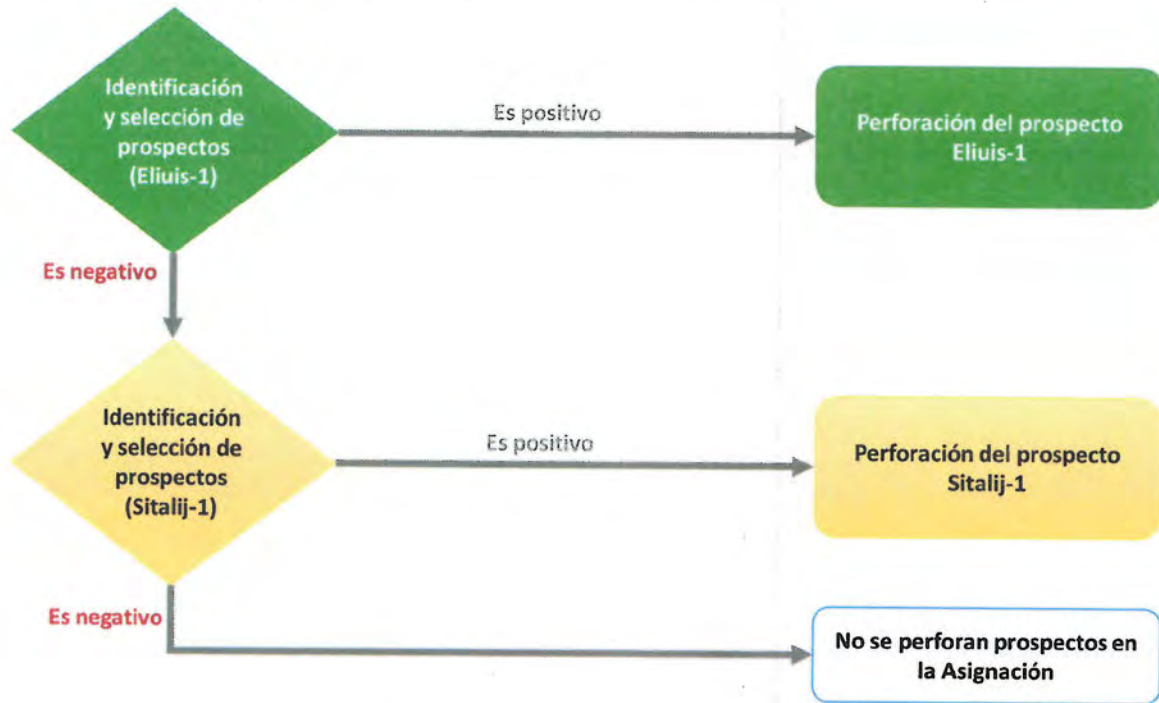 Identificación
y selección de
prospectos
(Eliuis-1)
Es positivo
Perforación del prospecto
Eliuis-1
Es negativo
Identificación
y selección de
prospectos
(Sitalij-1)
Es positivo
Perforación del prospecto
Sitalij-1
Es negativo
No se perforan prospectos en
la Asignación